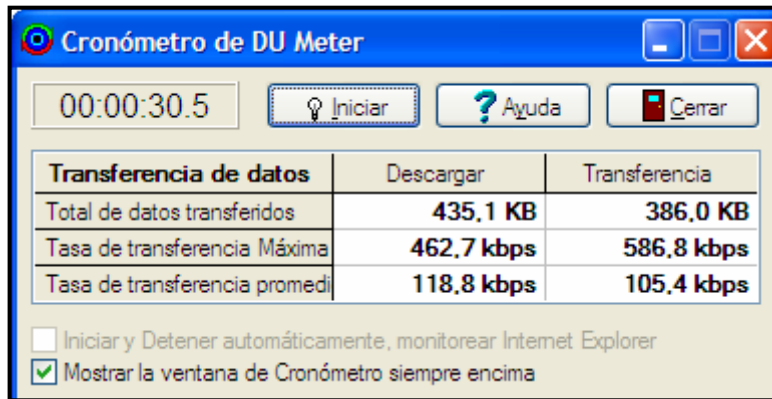 Cronómetro de DU Meter
00:00:30.5 Iniciar Ayuda Cerrar
Transferencia de datos Descargar Transferencia
Total de datos transferidos 435,1 KB 386,0 KB
Tasa de transferencia Máxima 462,7 kbps 586,8 kbps
Tasa de transferencia promedi 118,8 kbps 105,4 kbps
Iniciar y Detener automáticamente, monitorear Internet Explorer
Mostrar la ventana de Cronómetro siempre encima